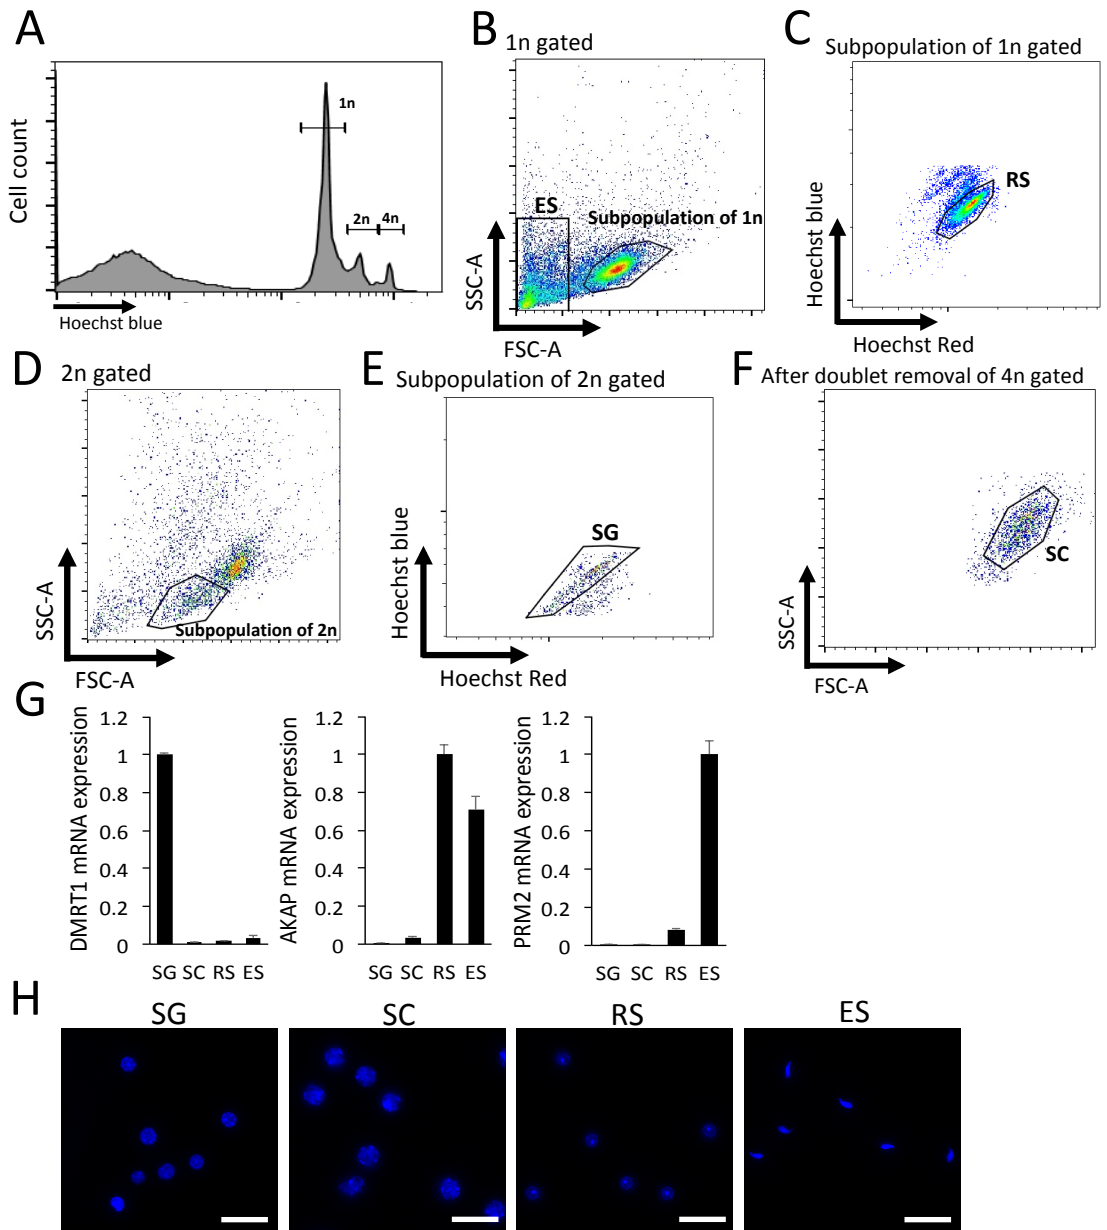 A
Cell count
1n
2n
4n
Hoechst blue
B
1n gated
ES
Subpopulation of 1n
SSC-A
FSC-A
C
Subpopulation of 1n gated
RS
Hoechst blue
Hoechst Red
D
2n gated
SSC-A
Subpopulation of 2n
FSC-A
E
Subpopulation of 2n gated
SG
Hoechst blue
Hoechst Red
F
After doublet removal of 4n gated
SC
SSC-A
FSC-A
G
DMRT1 mRNA expression
1.2
1
0.8
0.6
0.4
0.2
0
SG SC RS ES
AKAP mRNA expression
1.2
1
0.8
0.6
0.4
0.2
0
SG SC RS ES
PRM2 mRNA expression
1.2
1
0.8
0.6
0.4
0.2
0
SG SC RS ES
H
SG
SC
RS
ES